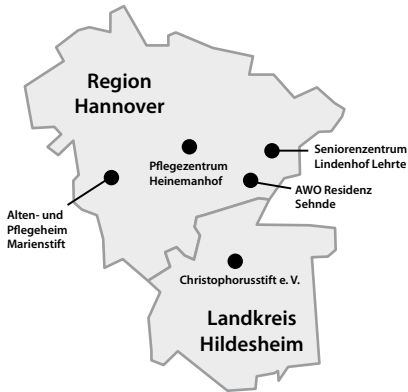 Region
Hannover
Seniorenzentrum
Lindenhof Lehrte
Pflegezentrum
Heinemanhof
AWO Residenz
Sehnde
Alten- und
Pflegeheim
Marienstift
Christophorusstift e. V.
Landkreis
Hildesheim